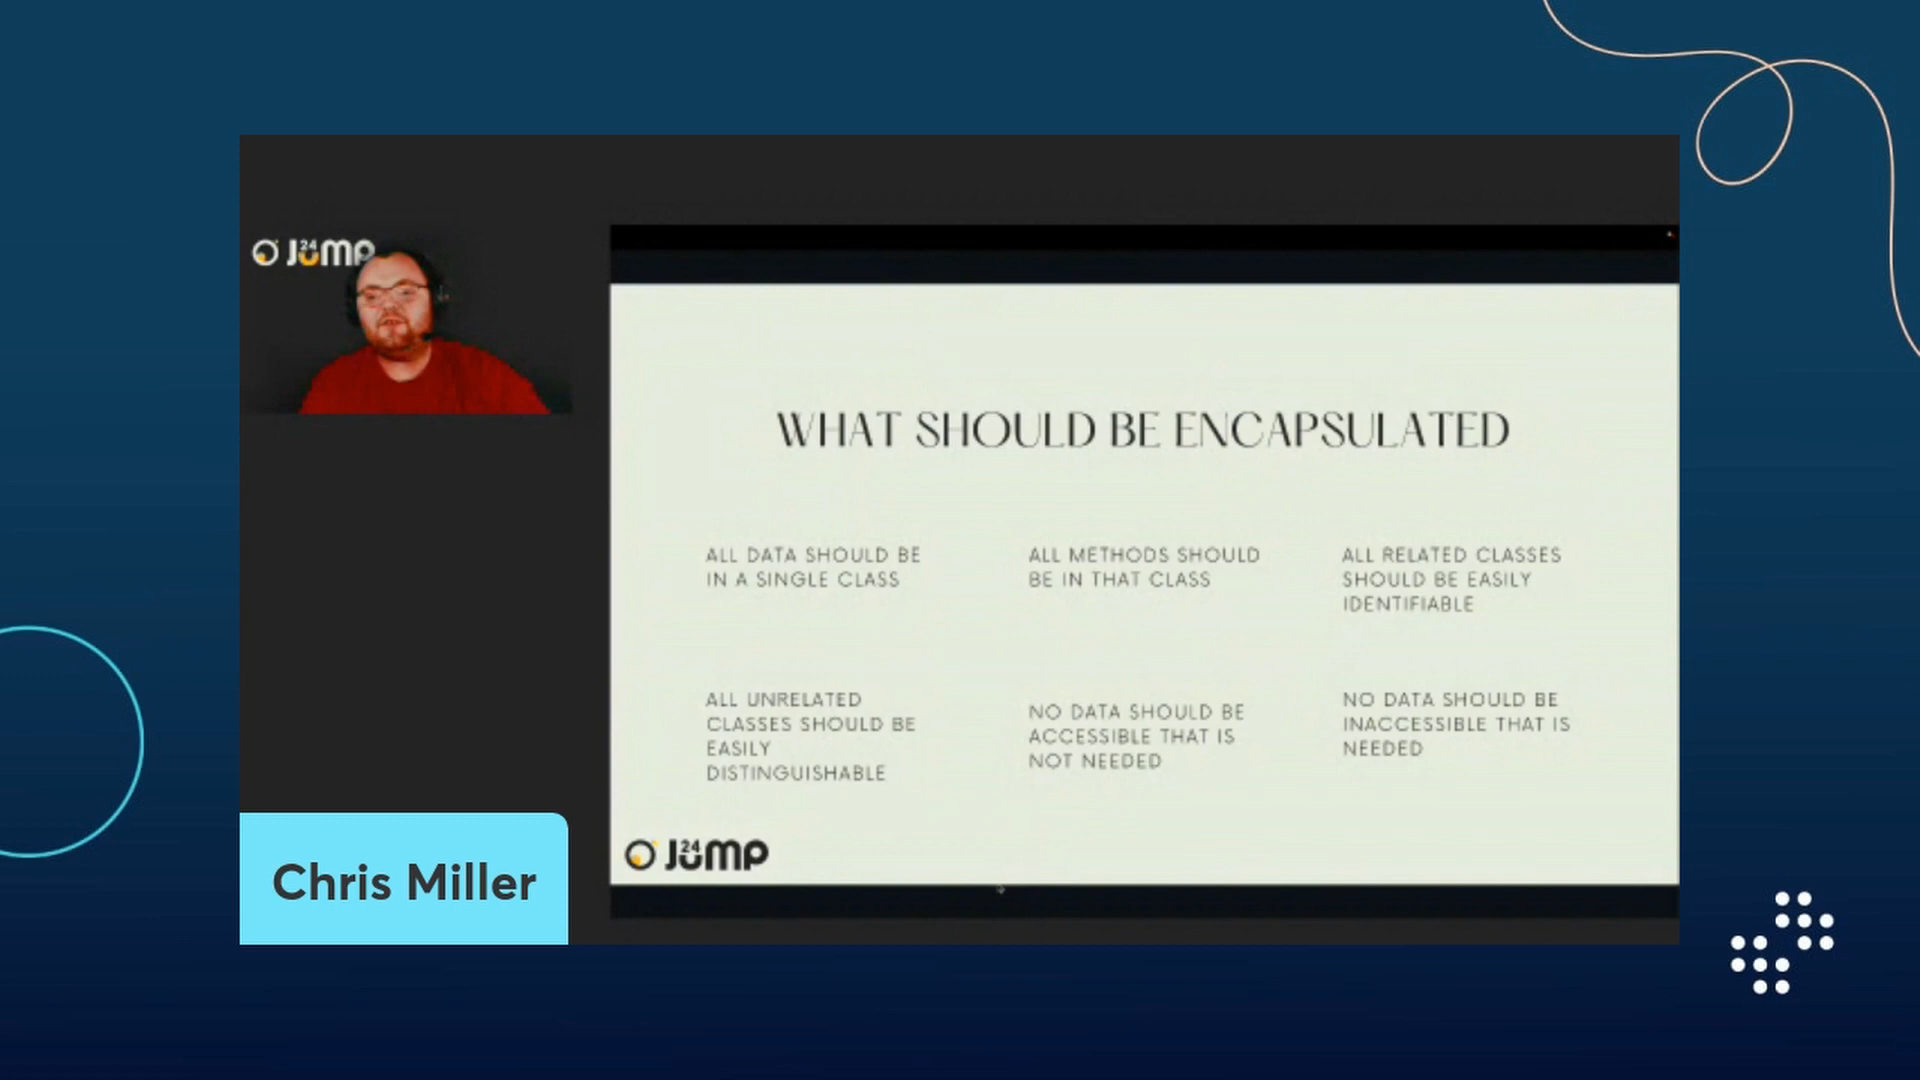 24
JUMP
WHAT SHOULD BE ENCAPSULATED
ALL DATA SHOULD BE
IN A SINGLE CLASS
ALL METHODS SHOULD
BE IN THAT CLASS
ALL RELATED CLASSES
SHOULD BE EASILY
IDENTIFIABLE
ALL UNRELATED
CLASSES SHOULD BE
EASILY
DISTINGUISHABLE
NO DATA SHOULD BE
ACCESSIBLE THAT IS
NOT NEEDED
NO DATA SHOULD BE
INACCESSIBLE THAT IS
NEEDED
24
JUMP
Chris Miller